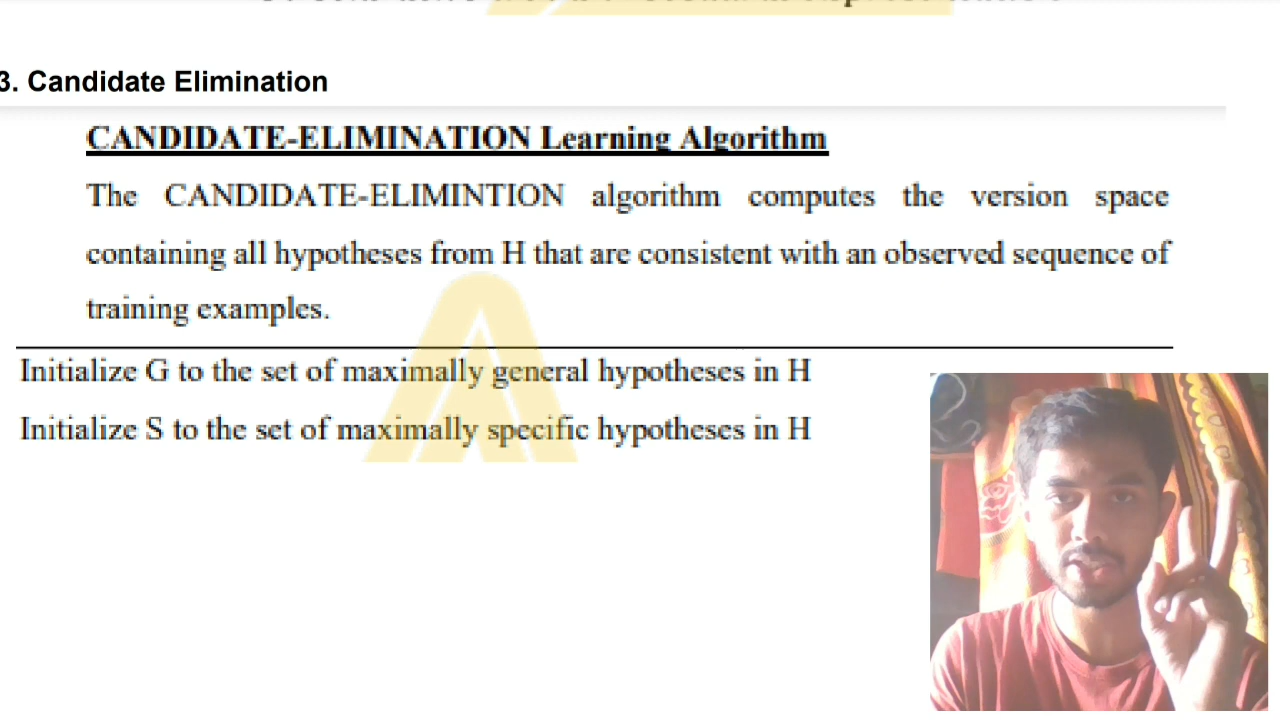 3. Candidate Elimination
CANDIDATE-ELIMINATION Learning Algorithm
The CANDIDATE-ELIMINTION algorithm computes the version space
containing all hypotheses from H that are consistent with an observed sequence of
training examples.
Initialize G to the set of maximally general hypotheses in H
Initialize S to the set of maximally specific hypotheses in H